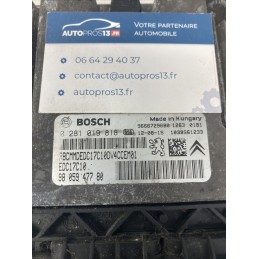 VOTRE PARTENAIRE
AUTOMOBILE
AUTOPROS13.FR
06 64 29 40 37
contact@autopros13.fr
autopros13.fr
BOSCH
Made in Hungary
0 281 019 818
EDC17C10
98 059 477 80